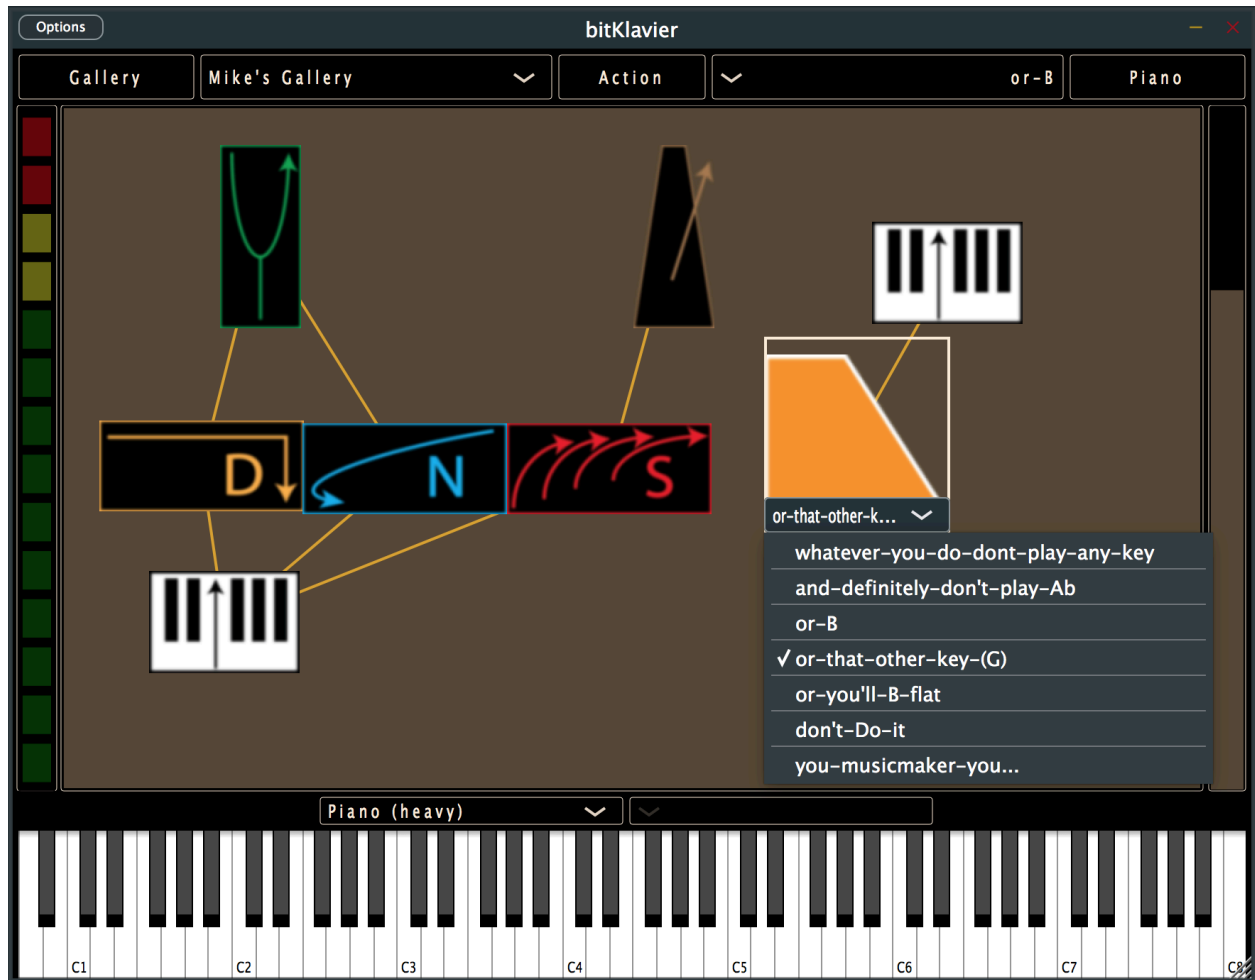 Options
bitKlavier
Gallery
Mike's Gallery
Action
or-B
Piano
D
N
S
or-that-other-k...
whatever-you-do-dont-play-any-key
and-definitely-don't-play-Ab
or-B
✓ or-that-other-key-(G)
or-you'll-B-flat
don't-Do-it
you-musicmaker-you...
Piano (heavy)
C1 C2 C3 C4 C5 C6 C7 C8